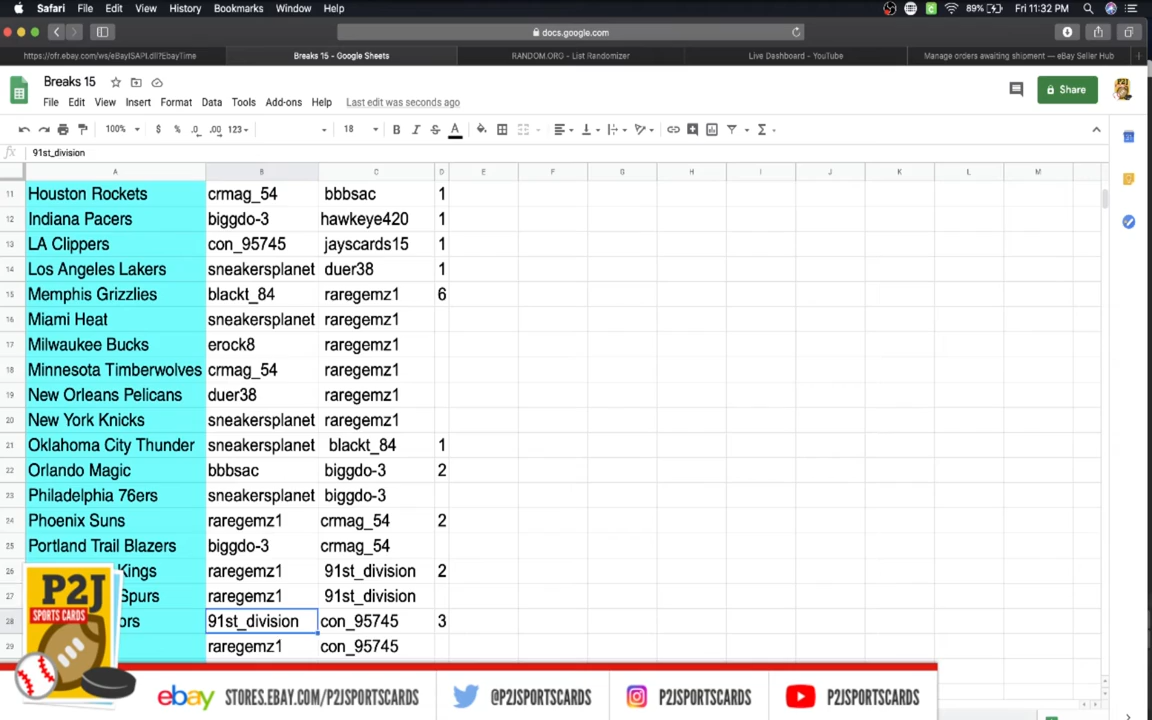 Safari File Edit View History Bookmarks Window Help 89% Fri 11:32 PM
docs.google.com
https://ofr.ebay.com/ws/eBayISAPI.dll?EbayTime Breaks 15 - Google Sheets RANDOM.ORG - List Randomizer Live Dashboard - YouTube Manage orders awaiting shipment — eBay Seller Hub
Breaks 15
File Edit View Insert Format Data Tools Add-ons Help Last edit was seconds ago Share
100% $ % .0 .00 123 18 B I S A
fx 91st_division
A B C D E F G H I J K L M
11 Houston Rockets crmag_54 bbbsac 1
12 Indiana Pacers biggdo-3 hawkeye420 1
13 LA Clippers con_95745 jayscards15 1
14 Los Angeles Lakers sneakersplanet duer38 1
15 Memphis Grizzlies blackt_84 raregemz1 6
16 Miami Heat sneakersplanet raregemz1
17 Milwaukee Bucks erock8 raregemz1
18 Minnesota Timberwolves crmag_54 raregemz1
19 New Orleans Pelicans duer38 raregemz1
20 New York Knicks sneakersplanet raregemz1
21 Oklahoma City Thunder sneakersplanet blackt_84 1
22 Orlando Magic bbbsac biggdo-3 2
23 Philadelphia 76ers sneakersplanet biggdo-3
24 Phoenix Suns raregemz1 crmag_54 2
25 Portland Trail Blazers biggdo-3 crmag_54
26 Kings raregemz1 91st_division 2
27 Spurs raregemz1 91st_division
28 ors 91st_division con_95745 3
29 raregemz1 con_95745
P2J
SPORTS CARDS
ebay STORES.EBAY.COM/P2JSPORTSCARDS @P2JSPORTSCARDS P2JSPORTSCARDS P2JSPORTSCARDS